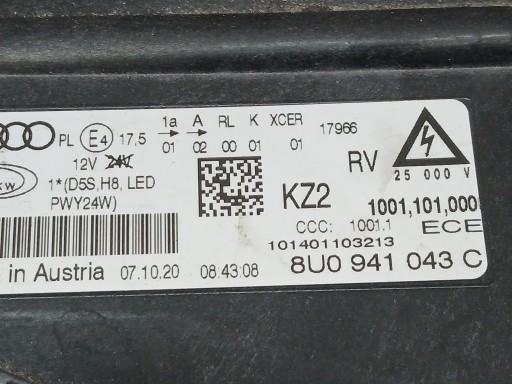 1a A RL K XCER 17966
PL E4 17,5
01 02 00 01 01
12V 24V
RV
25 000 V
1*(D5S,H8, LED
PWY24W)
KZ2
1001,101,000
CCC: 1001.1 ECE
101401103213
in Austria 07.10.20 08:43:08 8U0 941 043 C